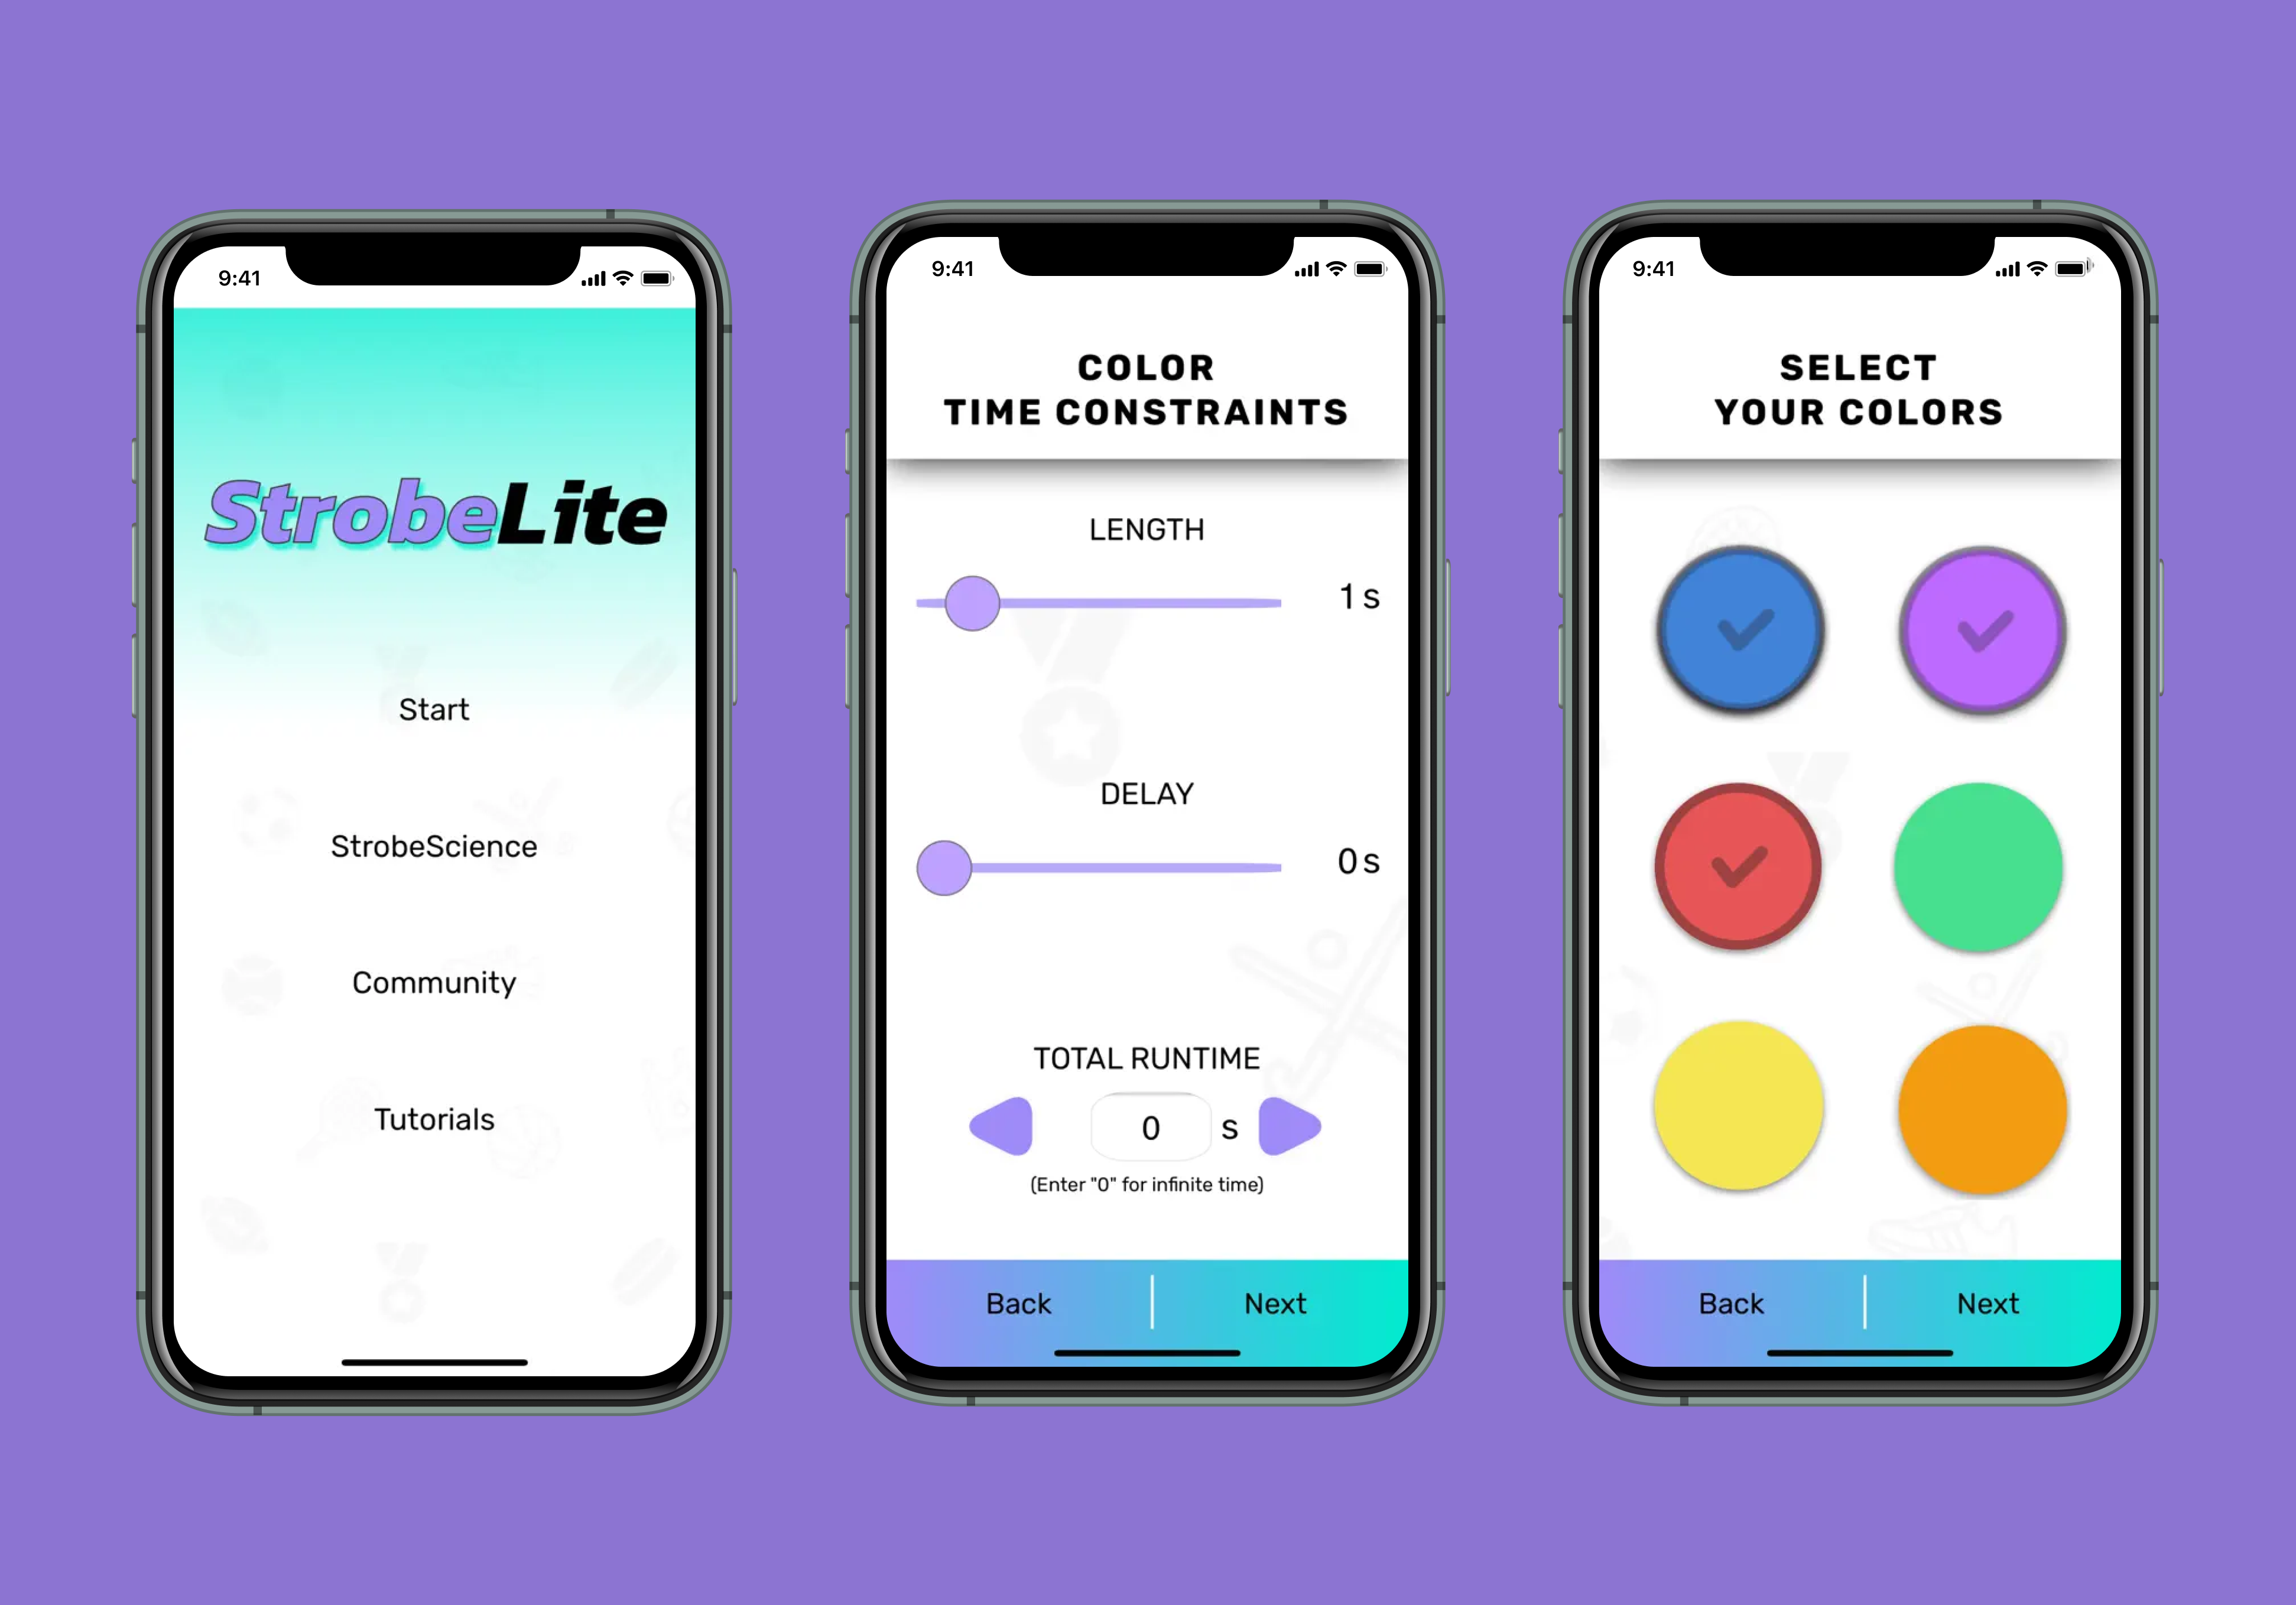 9:41
StrobeLite
Start
StrobeScience
Community
Tutorials
9:41
COLOR
TIME CONSTRAINTS
LENGTH
1 s
DELAY
0 s
TOTAL RUNTIME
0 s
(Enter "0" for infinite time)
Back Next
9:41
SELECT
YOUR COLORS
Back Next